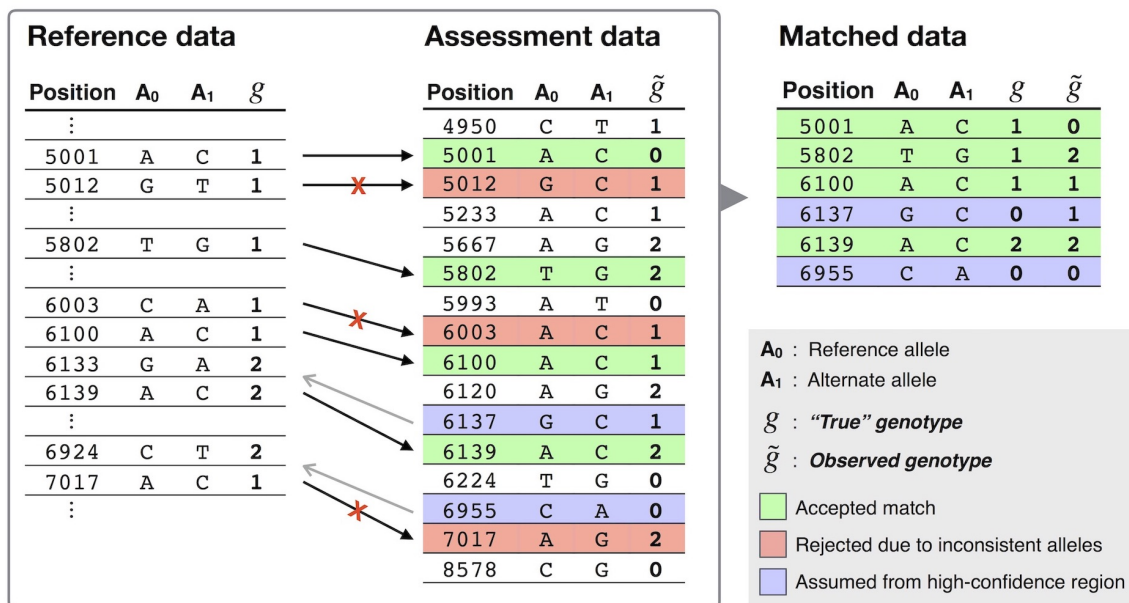 Reference data
Position A₀ A₁ g
⋮
5001 A C 1
5012 G T 1
⋮
5802 T G 1
⋮
6003 C A 1
6100 A C 1
6133 G A 2
6139 A C 2
⋮
6924 C T 2
7017 A C 1
⋮
Assessment data
Position A₀ A₁ g̃
4950 C T 1
5001 A C 0
5012 G C 1
5233 A C 1
5667 A G 2
5802 T G 2
5993 A T 0
6003 A C 1
6100 A C 1
6120 A G 2
6137 G C 1
6139 A C 2
6224 T G 0
6955 C A 0
7017 A G 2
8578 C G 0
Matched data
Position A₀ A₁ g g̃
5001 A C 1 0
5802 T G 1 2
6100 A C 1 1
6137 G C 0 1
6139 A C 2 2
6955 C A 0 0
A₀ : Reference allele
A₁ : Alternate allele
g : “True” genotype
g̃ : Observed genotype
Accepted match
Rejected due to inconsistent alleles
Assumed from high-confidence region